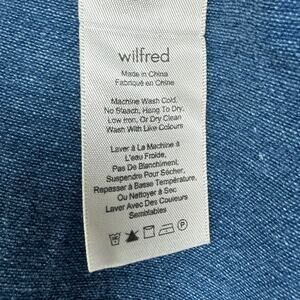 wilfred
Made in China
Fabriqué en Chine
Machine Wash Cold,
No Bleach, Hang To Dry,
Low Iron, Or Dry Clean
Wash With Like Colours
Laver à La Machine à
L'eau Froide,
Pas De Blanchiment,
Suspendre Pour Sécher,
Repasser à Basse Température,
Ou Nettoyer à Sec
Laver Avec Des Couleurs
Semblables
P